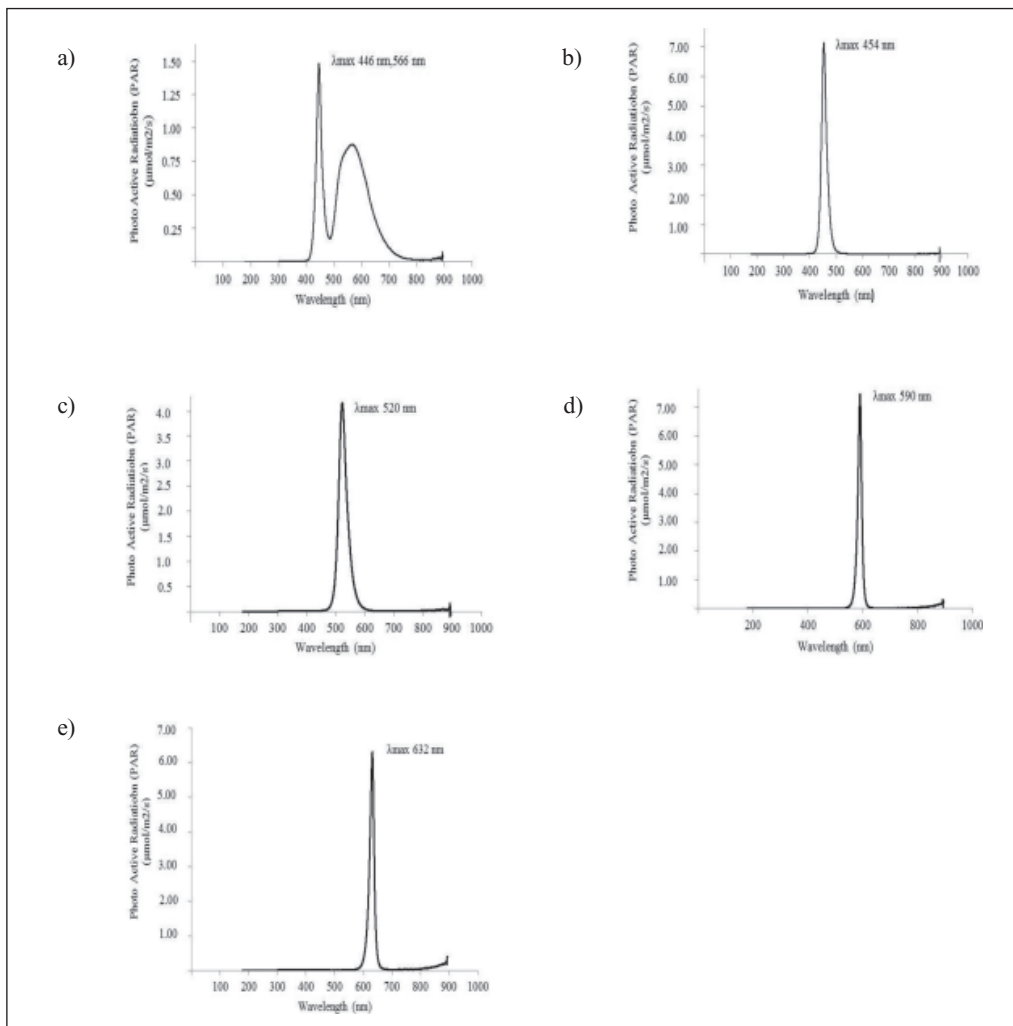 a)
Photo Active Radiatiobn (PAR)
(µmol/m2/s)
1.50
1.25
1.00
0.75
0.50
0.25
λmax 446 nm,566 nm
100 200 300 400 500 600 700 800 900 1000
Wavelength (nm)
b)
Photo Active Radiatiobn (PAR)
(µmol/m2/s)
7.00
6.00
5.00
4.00
3.00
2.00
1.00
λmax 454 nm
100 200 300 400 500 600 700 800 900 1000
Wavelength (nm)
c)
Photo Active Radiatiobn (PAR)
(µmol/m2/s)
4.0
3.5
3.0
2.5
2.0
1.5
1.0
0.5
λmax 520 nm
100 200 300 400 500 600 700 800 900 1000
Wavelength (nm)
d)
Photo Active Radiatiobn (PAR)
(µmol/m2/s)
7.00
6.00
5.00
4.00
3.00
2.00
1.00
λmax 590 nm
200 400 600 800 1000
Wavelength (nm)
e)
Photo Active Radiatiobn (PAR)
(µmol/m2/s)
7.00
6.00
5.00
4.00
3.00
2.00
1.00
λmax 632 nm
100 200 300 400 500 600 700 800 900 1000
Wavelength (nm)